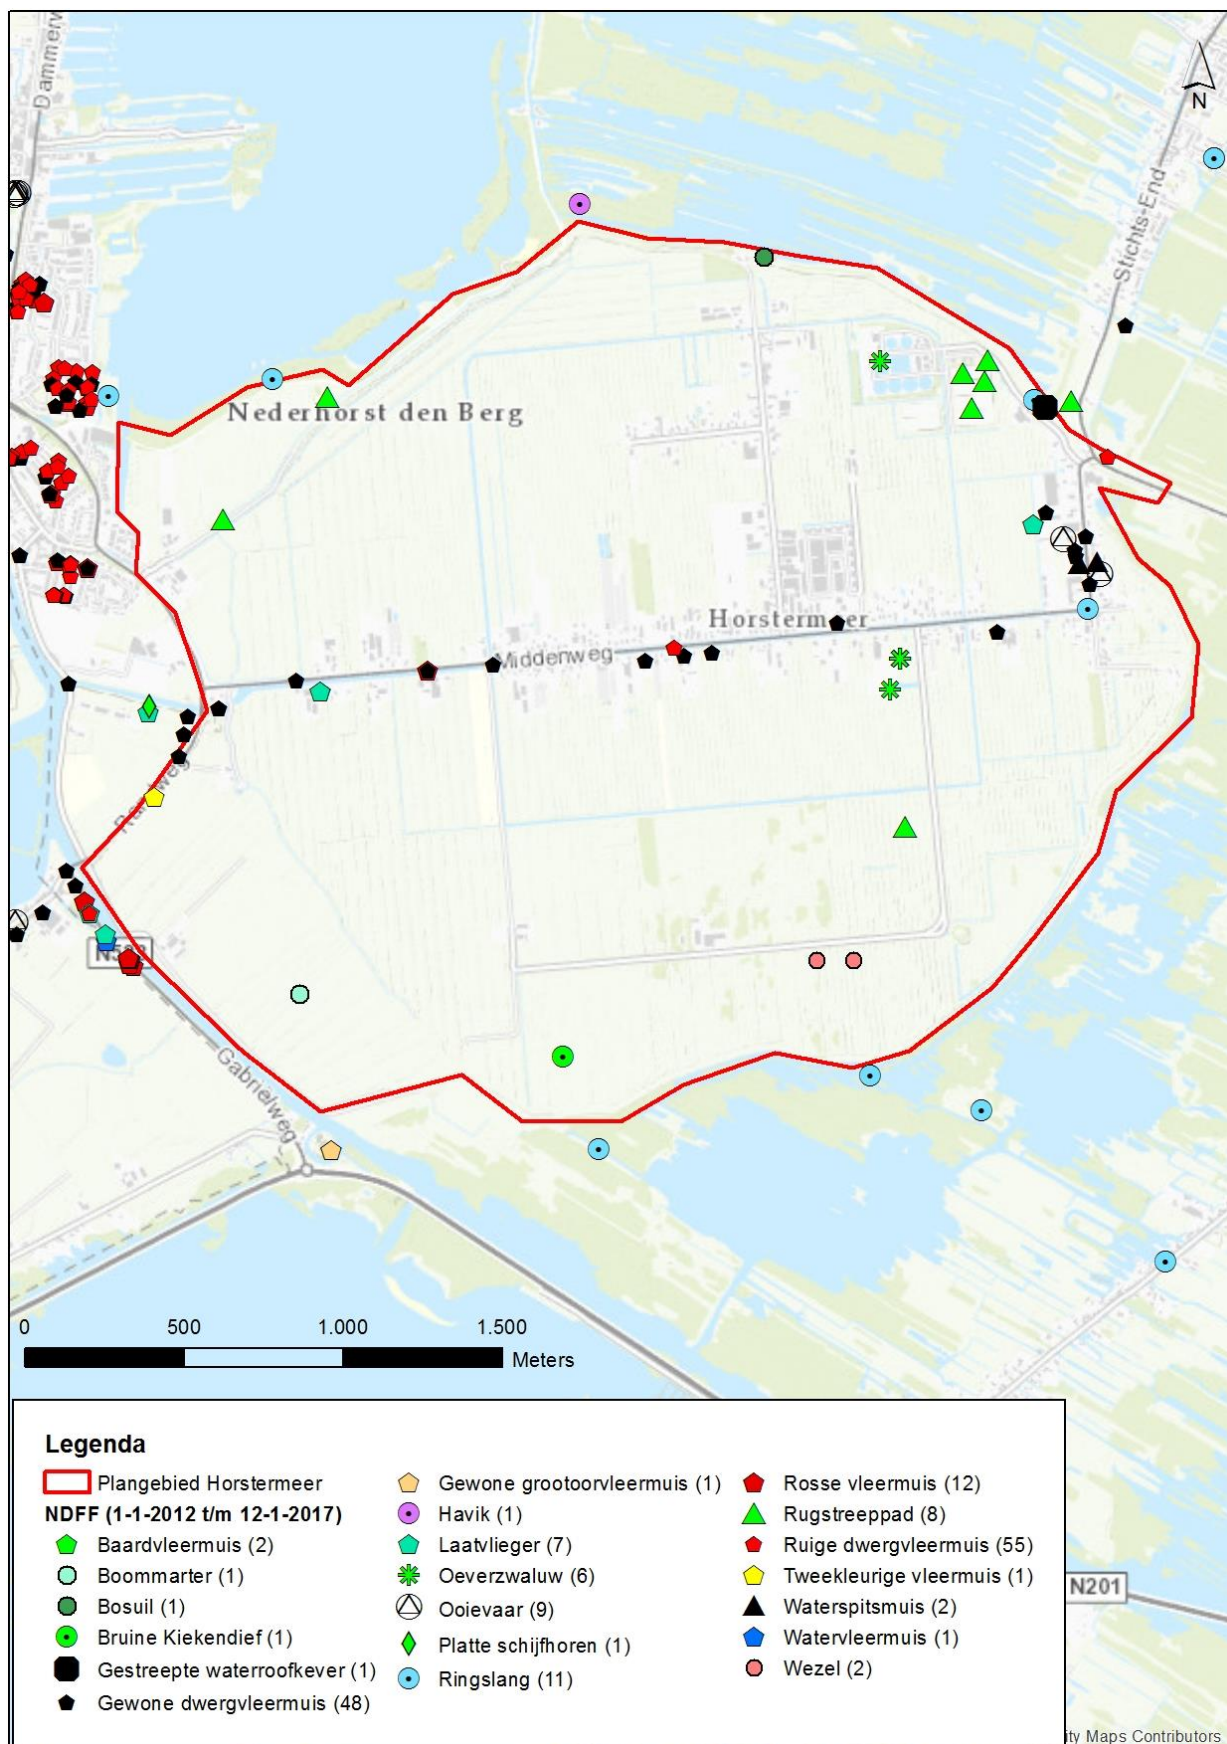 Dammerw
N
Stichts-End
Nederhorst den Berg
Horstermeer
Middenweg
Randweg
N523
Gabrielweg
0 500 1.000 1.500
Meters
N201
Legenda
Plangebied Horstermeer
NDFF (1-1-2012 t/m 12-1-2017)
Baardvleermuis (2)
Boommarter (1)
Bosuil (1)
Bruine Kiekendief (1)
Gestreepte waterroofkever (1)
Gewone dwergvleermuis (48)
Gewone grootoorvleermuis (1)
Havik (1)
Laatvlieger (7)
Oeverzwaluw (6)
Ooievaar (9)
Platte schijfhoren (1)
Ringslang (11)
Rosse vleermuis (12)
Rugstreeppad (8)
Ruige dwergvleermuis (55)
Tweekleurige vleermuis (1)
Waterspitsmuis (2)
Watervleermuis (1)
Wezel (2)
ity Maps Contributors